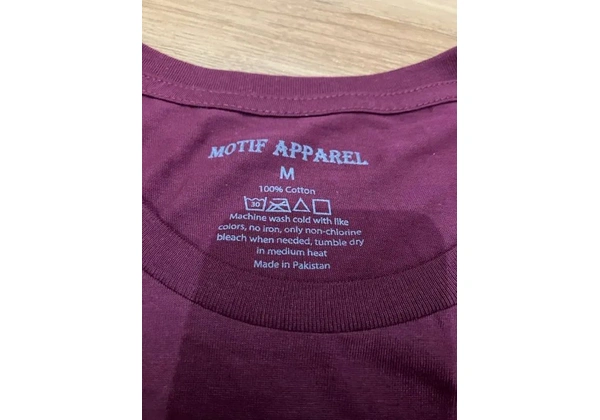 MOTIF APPAREL
M
100% Cotton
30
Machine wash cold with like
colors, no iron, only non-chlorine
bleach when needed, tumble dry
in medium heat
Made in Pakistan